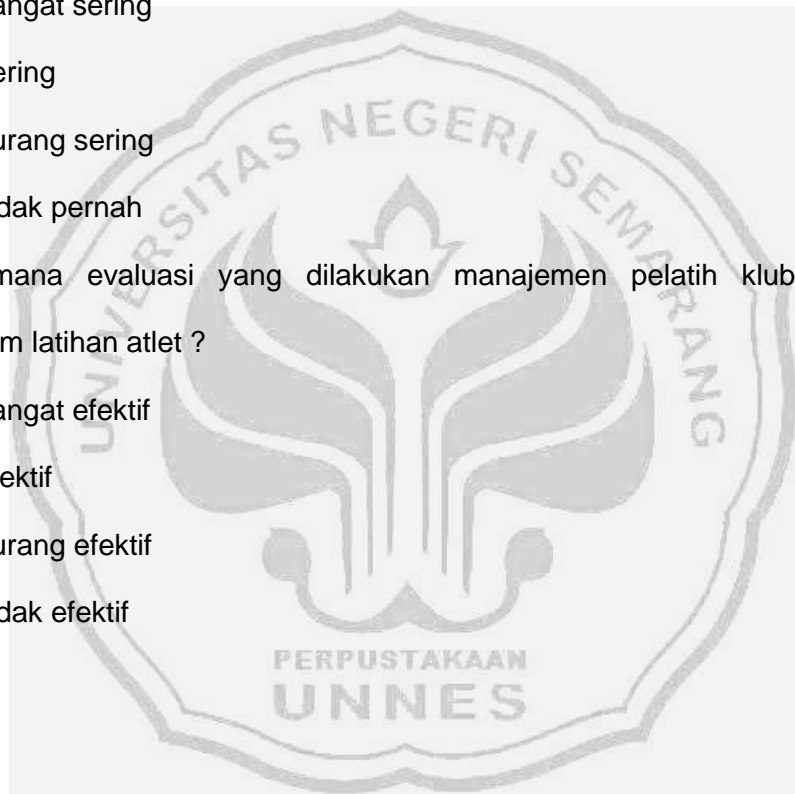 angat sering
ering
urang sering
dak pernah
mana evaluasi yang dilakukan manajemen pelatih klub
m latihan atlet ?
angat efektif
ektif
urang efektif
dak efektif
UNIVERSITAS NEGERI SEMARANG
PERPUSTAKAAN
UNNES